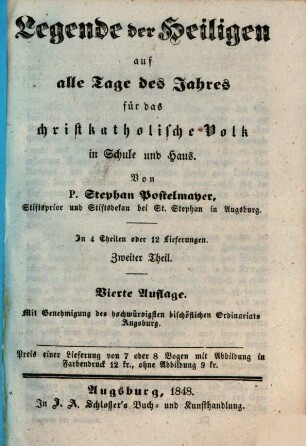 Legende der Heiligen
auf
alle Tage des Jahres
für das
christkatholische Volk
in Schule und Haus.
Von
P. Stephan Postelmayer,
Stiftsprior und Stiftsdekan bei St. Stephan in Augsburg.
In 4 Theilen oder 12 Lieferungen.
Zweiter Theil.
Vierte Auflage.
Mit Genehmigung des hochwürdigsten bischöflichen Ordinariats
Augsburg.
Preis einer Lieferung von 7 oder 8 Bogen mit Abbildung in
Farbendruck 12 kr., ohne Abbildung 9 kr.
Augsburg, 1848.
In J. A. Schlosser's Buch- und Kunsthandlung.